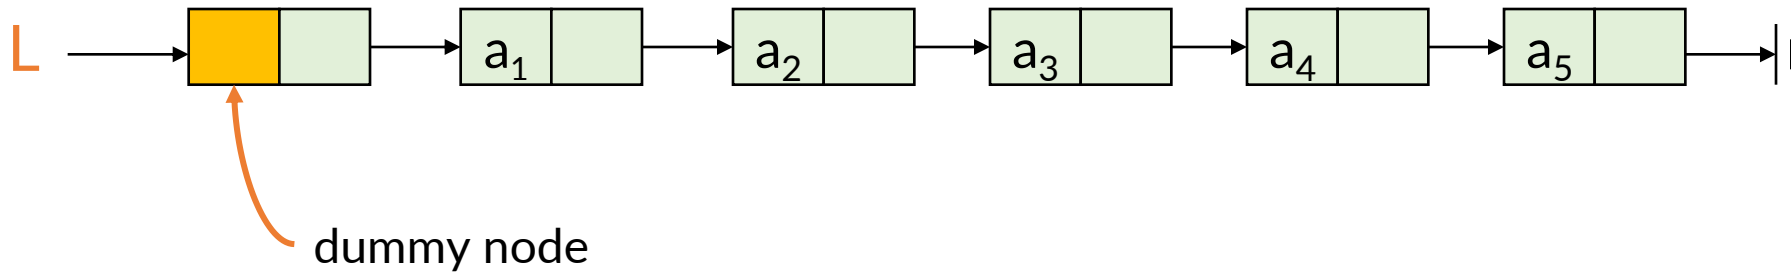 L a₁ a₂ a₃ a₄ a₅
dummy node